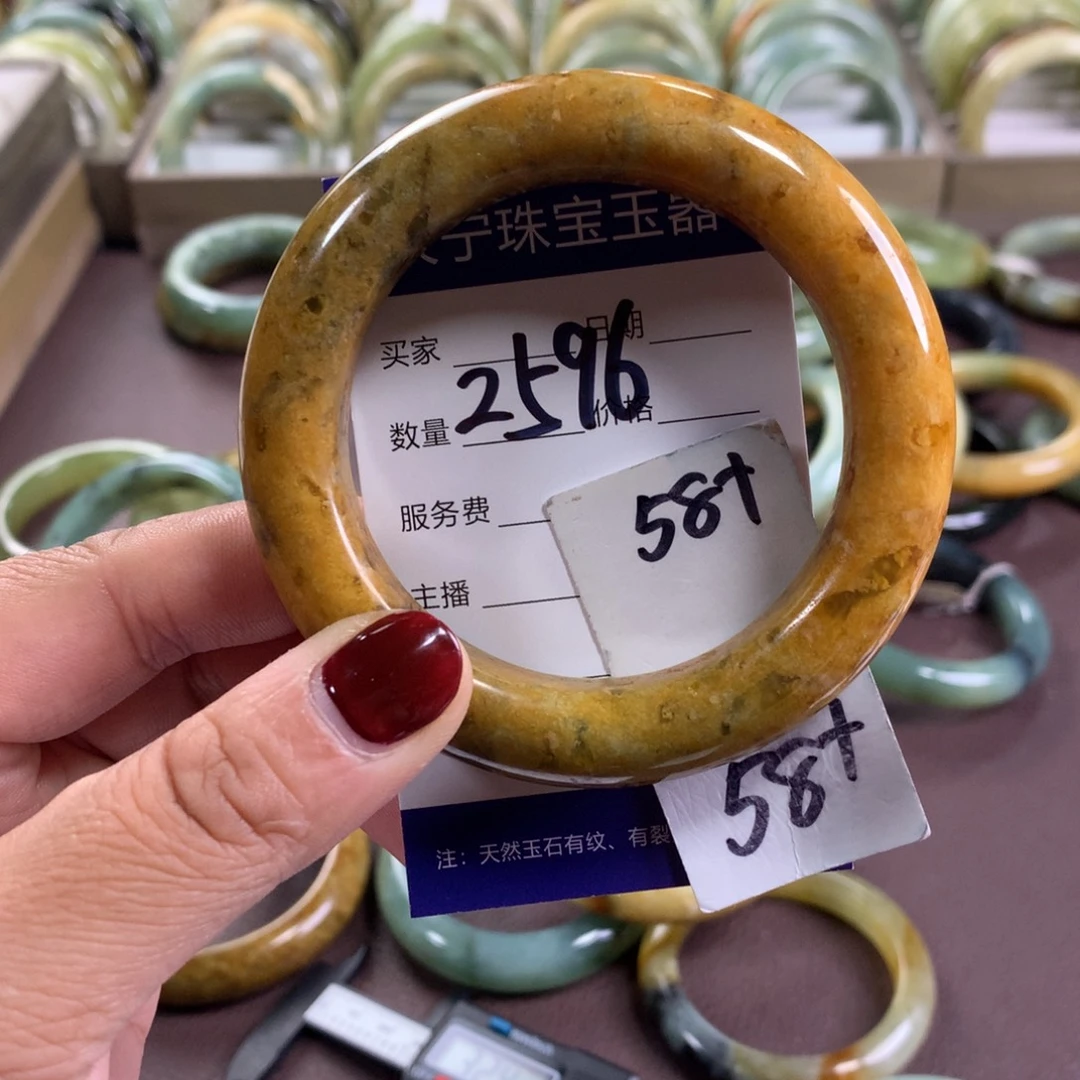 宁珠宝玉器
买家 日期
2596
数量 价格
58+
服务费
主播
58+
注：天然玉石有纹、有裂